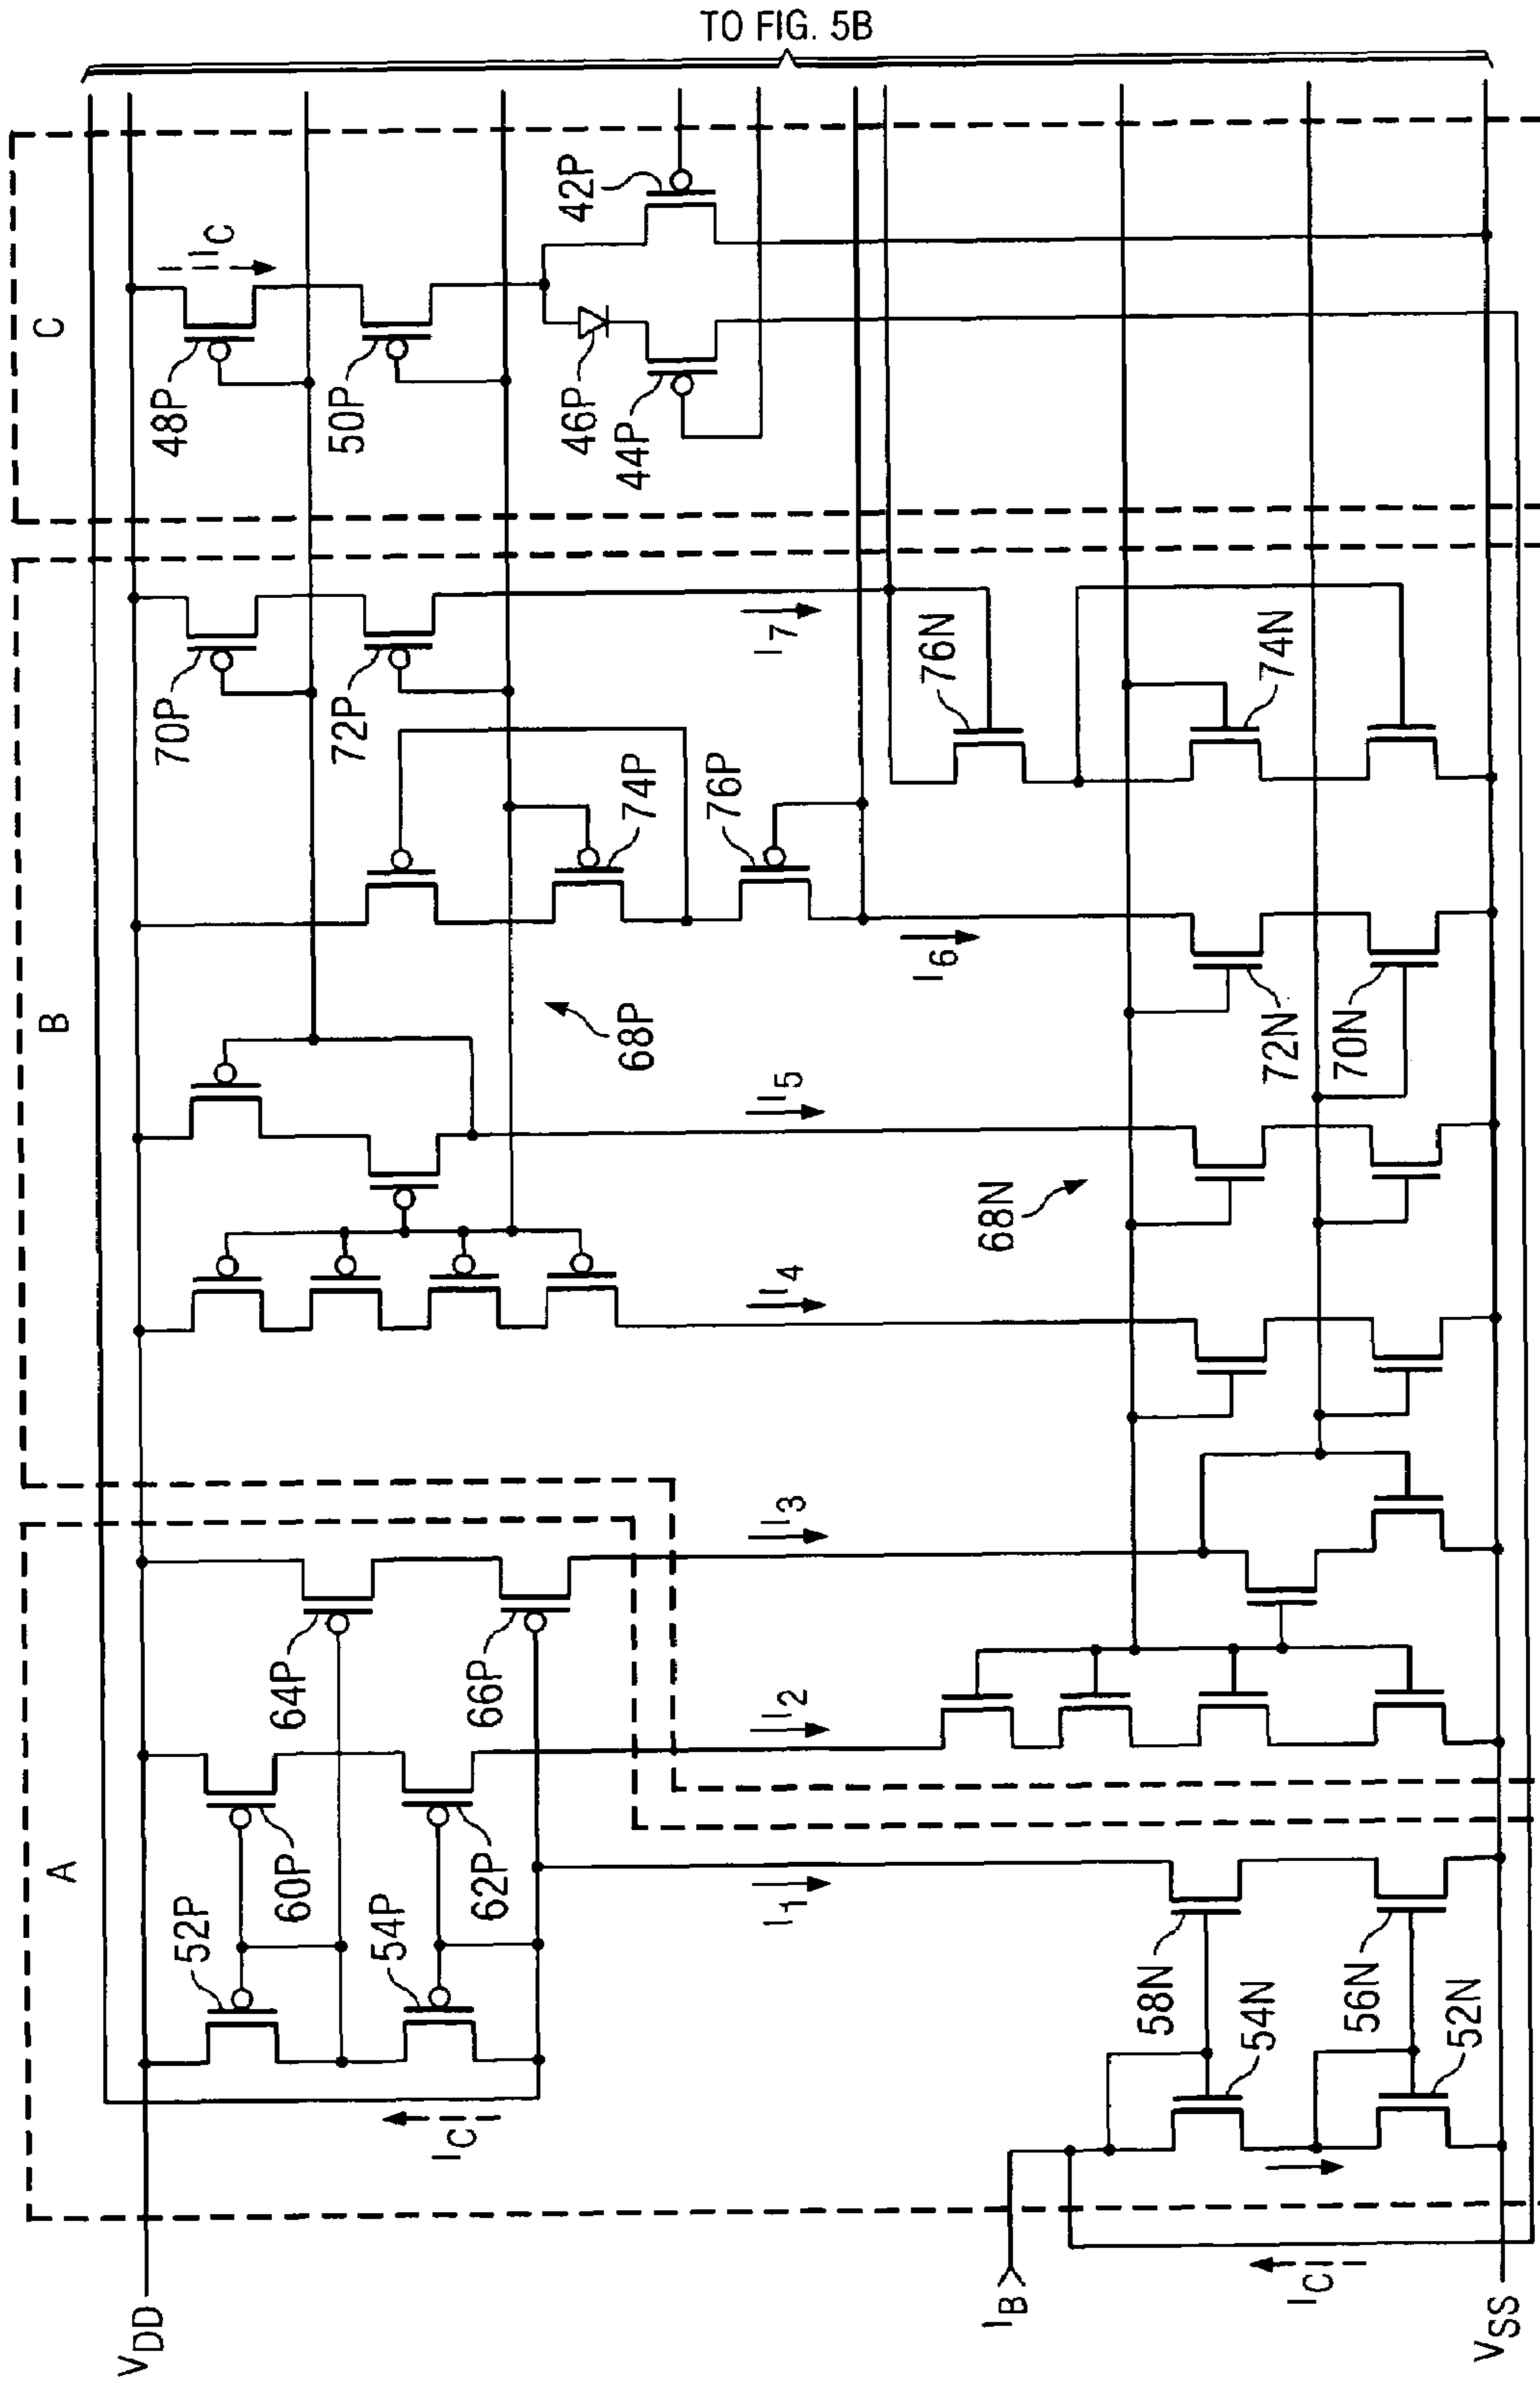 TO FIG. 5B
C
I_C
48P
50P
42P
46P
44P
B
70P
72P
I_7
76N
74N
74P
76P
I_6
72N
70N
68P
I_5
68N
I_4
A
I_3
64P
66P
I_2
60P
62P
52P
54P
I_1
58N
56N
54N
52N
I_C
I_B
I_C
V_DD
V_SS